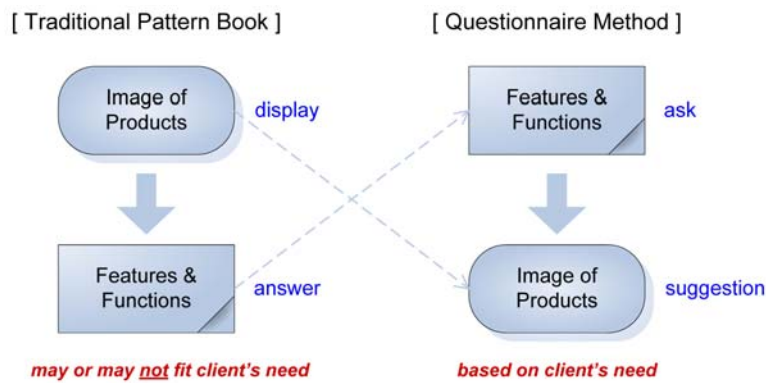 [ Traditional Pattern Book ]
Image of
Products
display
Features &
Functions
answer
may or may not fit client's need
[ Questionnaire Method ]
Features &
Functions
ask
Image of
Products
suggestion
based on client's need